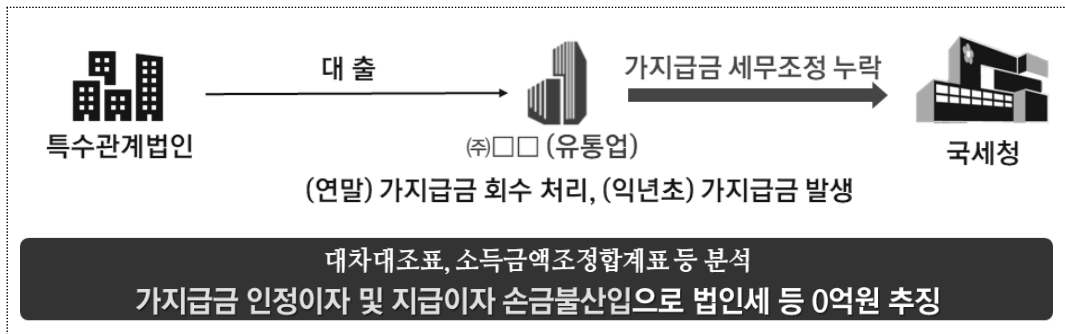 대 출
가지급금 세무조정 누락
특수관계법인
㈜□□ (유통업)
국세청
(연말) 가지급금 회수 처리, (익년초) 가지급금 발생
대차대조표, 소득금액조정합계표 등 분석
가지급금 인정이자 및 지급이자 손금불산입으로 법인세 등 0억원 추징